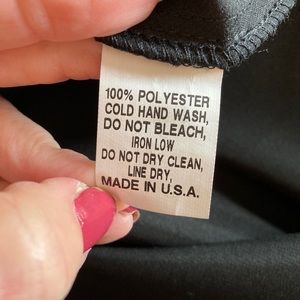 100% POLYESTER
COLD HAND WASH,
DO NOT BLEACH,
IRON LOW
DO NOT DRY CLEAN,
LINE DRY,
MADE IN U.S.A.